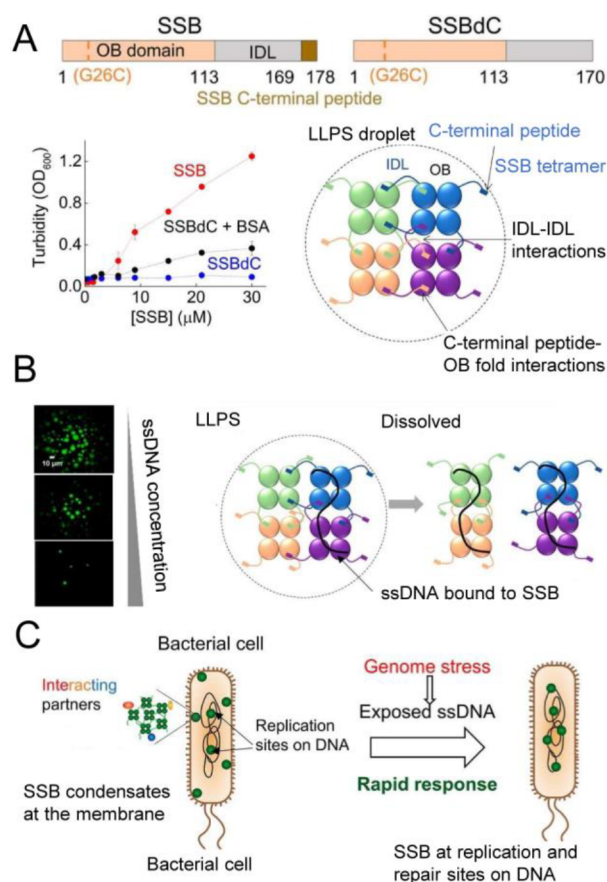 A
SSB
SSBdC
OB domain
IDL
1 (G26C) 113 169 178
1 (G26C) 113 170
SSB C-terminal peptide
Turbidity (OD600)
1.2
0.8
0.4
0.0
SSB
SSBdC + BSA
SSBdC
0 10 20 30
[SSB] (μM)
LLPS droplet
C-terminal peptide
IDL
OB
SSB tetramer
IDL-IDL
interactions
C-terminal peptide-
OB fold interactions
B
10 μm
ssDNA concentration
LLPS
Dissolved
ssDNA bound to SSB
C
Bacterial cell
Interacting
partners
Replication
sites on DNA
SSB condensates
at the membrane
Bacterial cell
Genome stress
Exposed ssDNA
Rapid response
SSB at replication and
repair sites on DNA